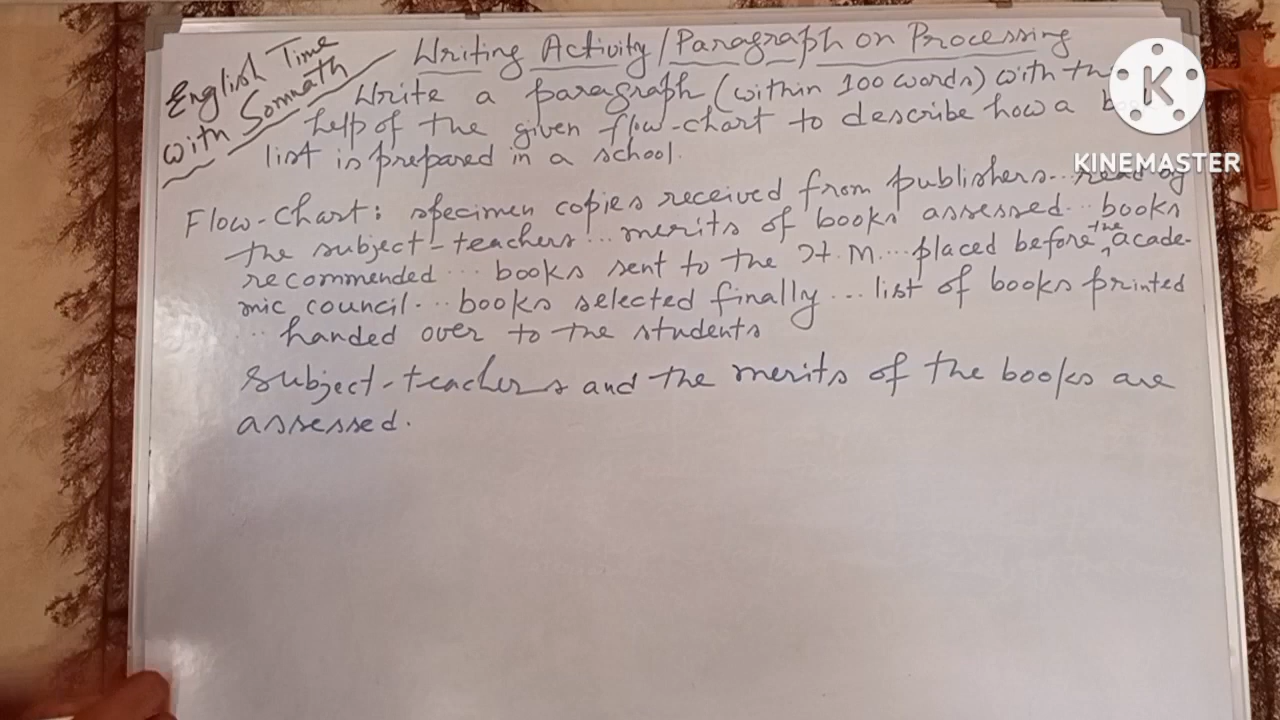 English Time
with Somnath
Writing Activity/Paragraph on Processing
Write a paragraph (within 100 words) with the
help of the given flow-chart to describe how a
list is prepared in a school.
Flow-Chart: specimen copies received from publishers... read by
the subject-teachers... merits of books assessed... books
recommended... books sent to the H.M.... placed before the acade-
mic council... books selected finally... list of books printed
... handed over to the students
subject-teachers and the merits of the books are
assessed.
K
KINEMASTER